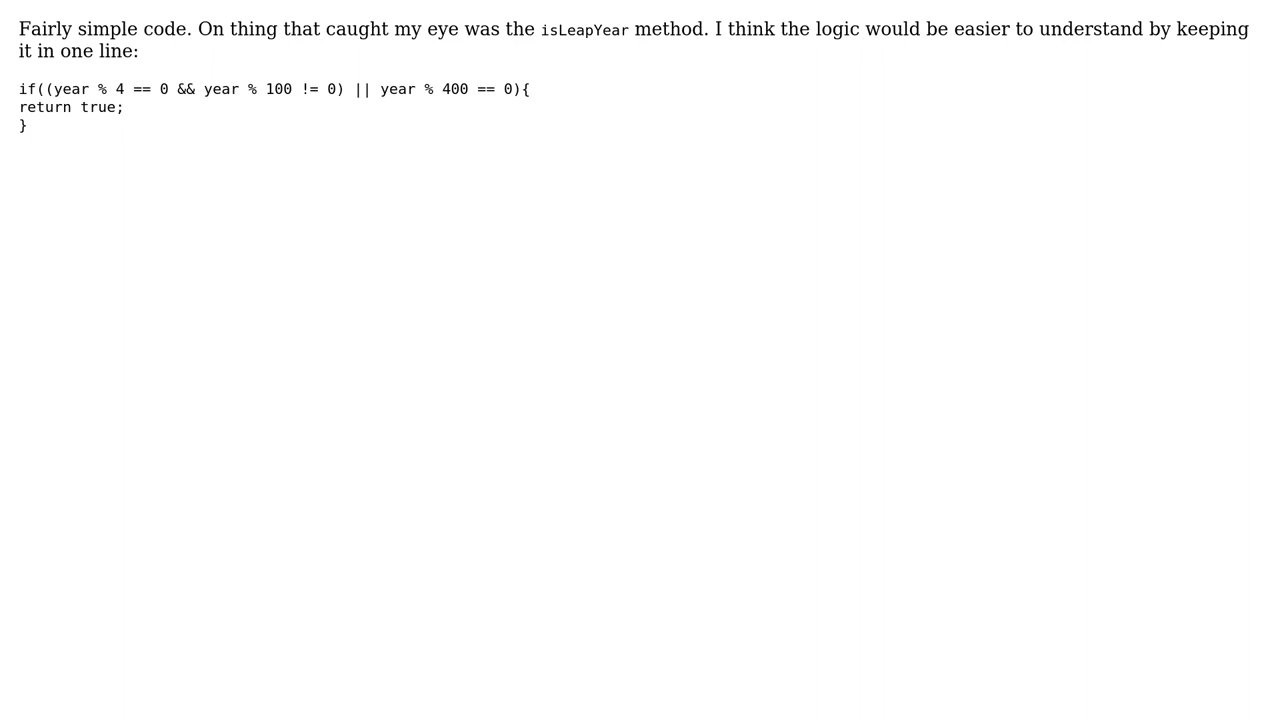 Fairly simple code. On thing that caught my eye was the isLeapYear method. I think the logic would be easier to understand by keeping
it in one line:
if((year % 4 == 0 && year % 100 != 0) || year % 400 == 0){
return true;
}